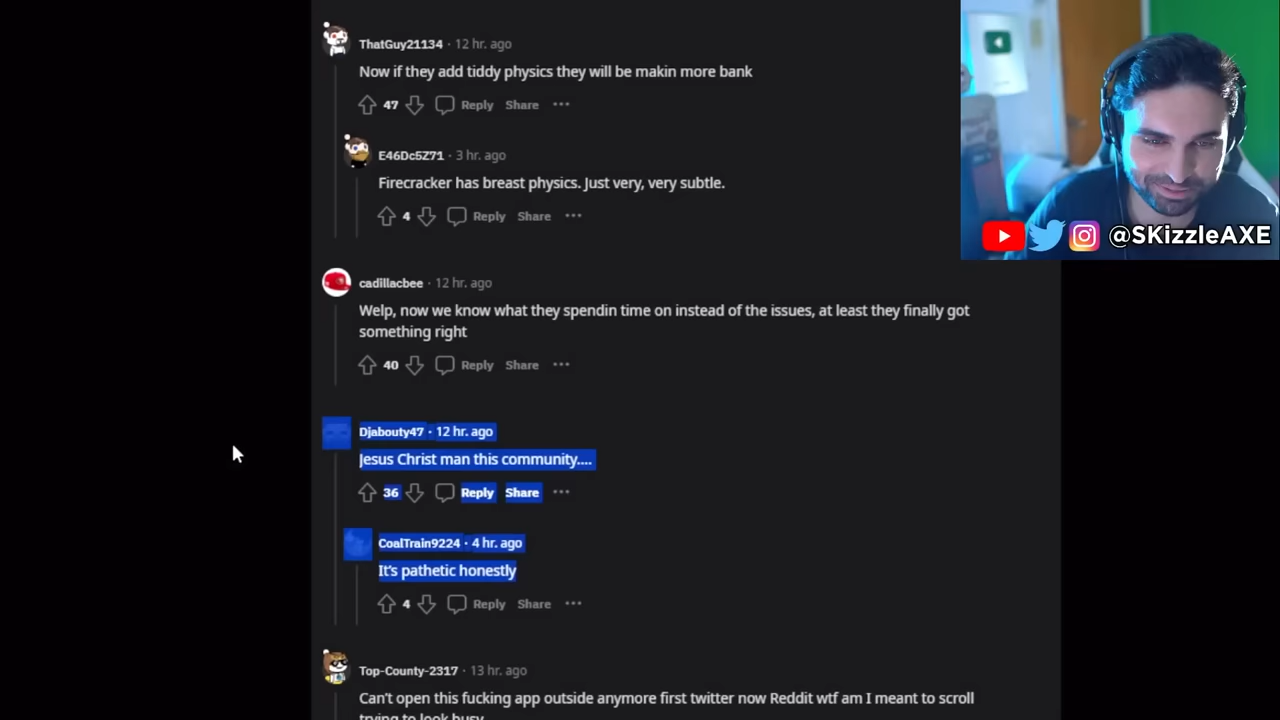 ThatGuy21134 · 12 hr. ago
Now if they add tiddy physics they will be makin more bank
47 Reply Share ···
E46Dc5Z71 · 3 hr. ago
Firecracker has breast physics. Just very, very subtle.
4 Reply Share ···
@SKizzleAXE
cadillacbee · 12 hr. ago
Welp, now we know what they spendin time on instead of the issues, at least they finally got
something right
40 Reply Share ···
Djabouty47 · 12 hr. ago
Jesus Christ man this community....
36 Reply Share ···
CoalTrain9224 · 4 hr. ago
It's pathetic honestly
4 Reply Share ···
Top-County-2317 · 13 hr. ago
Can't open this fucking app outside anymore first twitter now Reddit wtf am I meant to scroll
trying to look busy